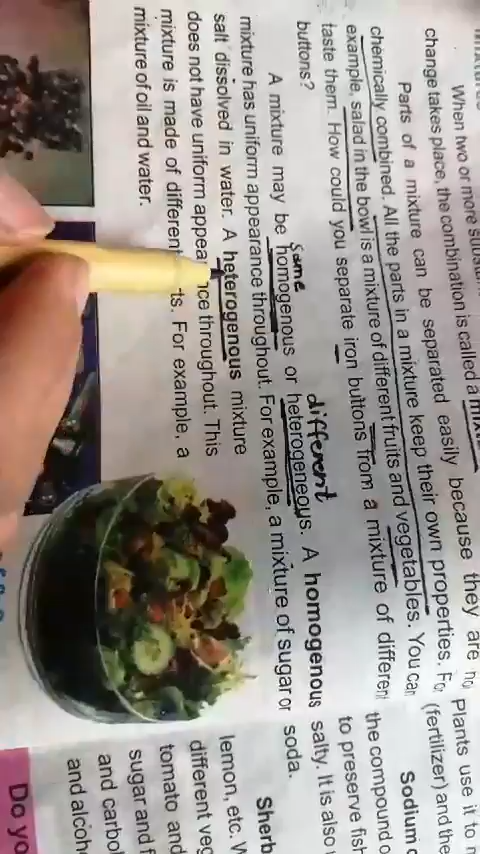 When two or more
change takes place, the combination is called a
Parts of a mixture can be separated easily because they are
chemically combined. All the parts in a mixture keep their own properties.
example, salad in the bowl is a mixture of different fruits and vegetables. You can
taste them. How could you separate iron buttons from a mixture of different
buttons?
same
different
A mixture may be homogenous or heterogeneous. A homogenous
mixture has uniform appearance throughout. For example, a mixture of sugar or
salt dissolved in water. A heterogenous mixture
does not have uniform throughout. This
mixture is made of different For example, a
mixture of oil and water.
Plants use it to
(fertilizer) and the
Sodium
the compound
to preserve fish
salty. It is also
soda.
Sherb
lemon, etc. W
different veg
tomato and
sugar and f
and carbo
and alcoh
Do yo